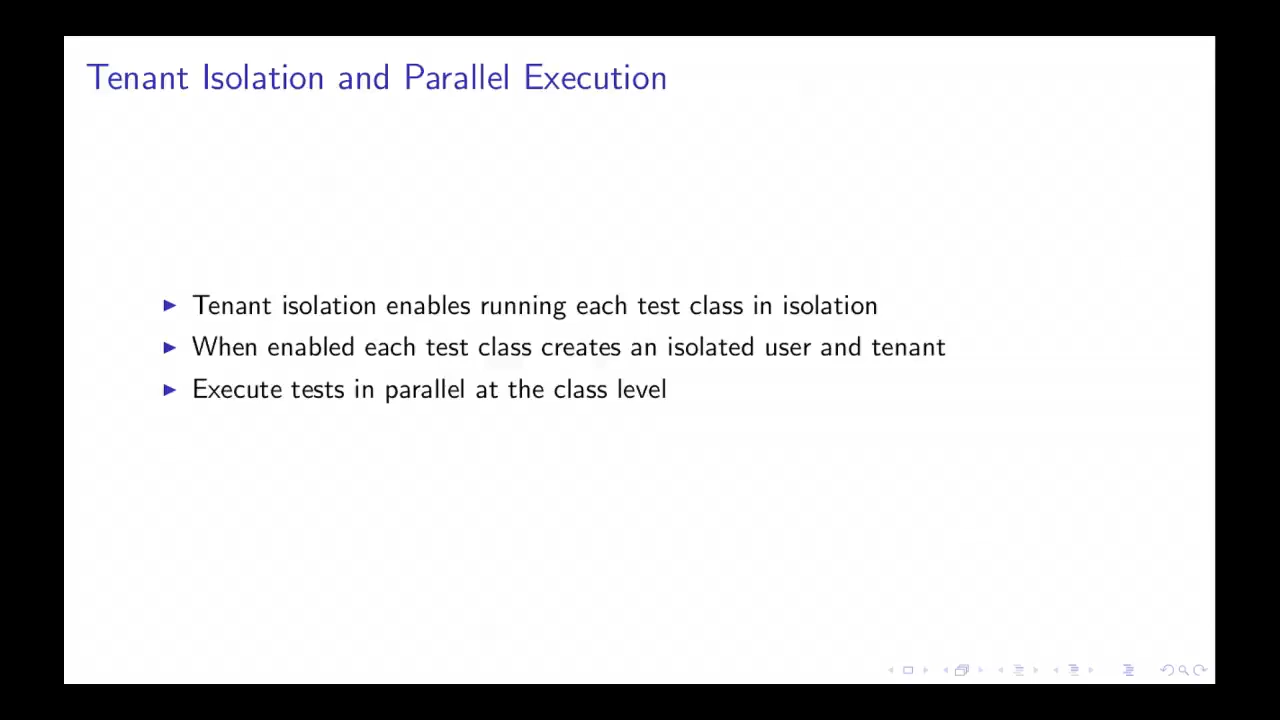 Tenant Isolation and Parallel Execution
Tenant isolation enables running each test class in isolation
When enabled each test class creates an isolated user and tenant
Execute tests in parallel at the class level